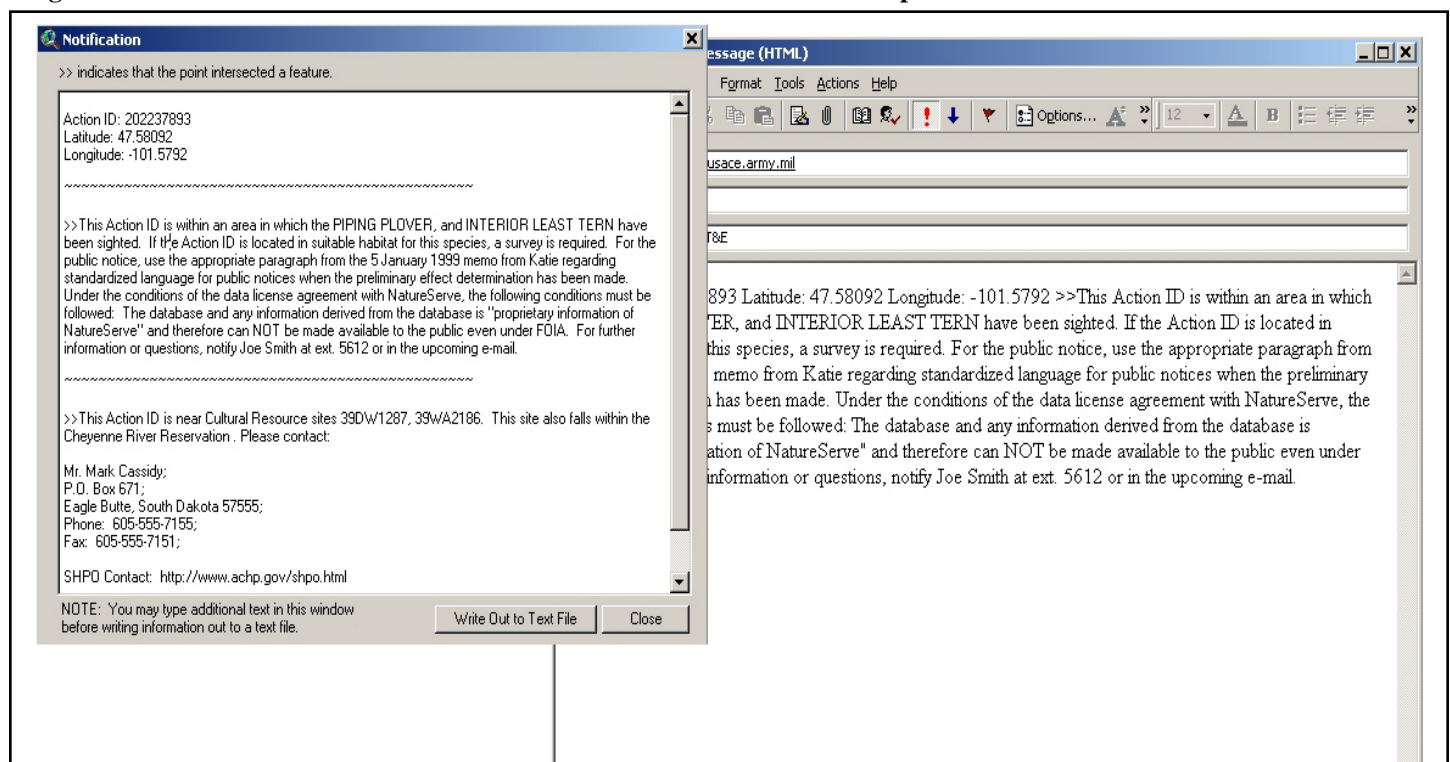 Notification
>> indicates that the point intersected a feature.
Action ID: 202237893
Latitude: 47.58092
Longitude: -101.5792
~~~~~~~~~~~~~~~~~~~~~~~~~~~~~~~~~~~~~~~~~~~~~~~~
>>This Action ID is within an area in which the PIPING PLOVER, and INTERIOR LEAST TERN have
been sighted.  If the Action ID is located in suitable habitat for this species, a survey is required.  For the
public notice, use the appropriate paragraph from the 5 January 1999 memo from Katie regarding
standardized language for public notices when the preliminary effect determination has been made.
Under the conditions of the data license agreement with NatureServe, the following conditions must be
followed:  The database and any information derived from the database is "proprietary information of
NatureServe" and therefore can NOT be made available to the public even under FOIA.  For further
information or questions, notify Joe Smith at ext. 5612 or in the upcoming e-mail.
~~~~~~~~~~~~~~~~~~~~~~~~~~~~~~~~~~~~~~~~~~~~~~~~
>>This Action ID is near Cultural Resource sites 39DW1287, 39WA2186.  This site also falls within the
Cheyenne River Reservation . Please contact:
Mr. Mark Cassidy;
P.O. Box 671;
Eagle Butte, South Dakota 57555;
Phone:  605-555-7155;
Fax:  605-555-7151;
SHPO Contact:  http://www.achp.gov/shpo.html
NOTE:  You may type additional text in this window
before writing information out to a text file.
Write Out to Text File
Close
essage (HTML)
Format Tools Actions Help
Options... 12 A B
usace.army.mil
T&E
893 Latitude: 47.58092 Longitude: -101.5792 >>This Action ID is within an area in which
ER, and INTERIOR LEAST TERN have been sighted. If the Action ID is located in
this species, a survey is required. For the public notice, use the appropriate paragraph from
memo from Katie regarding standardized language for public notices when the preliminary
has been made. Under the conditions of the data license agreement with NatureServe, the
s must be followed: The database and any information derived from the database is
ation of NatureServe" and therefore can NOT be made available to the public even under
information or questions, notify Joe Smith at ext. 5612 or in the upcoming e-mail.